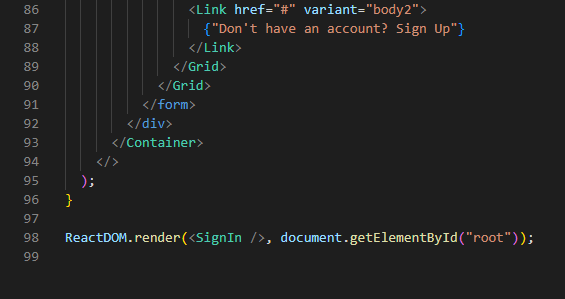 86 <Link href="#" variant="body2">
87 {"Don't have an account? Sign Up"}
88 </Link>
89 </Grid>
90 </Grid>
91 </form>
92 </div>
93 </Container>
94 </>
95 );
96 }
97
98 ReactDOM.render(<SignIn />, document.getElementById("root"));
99